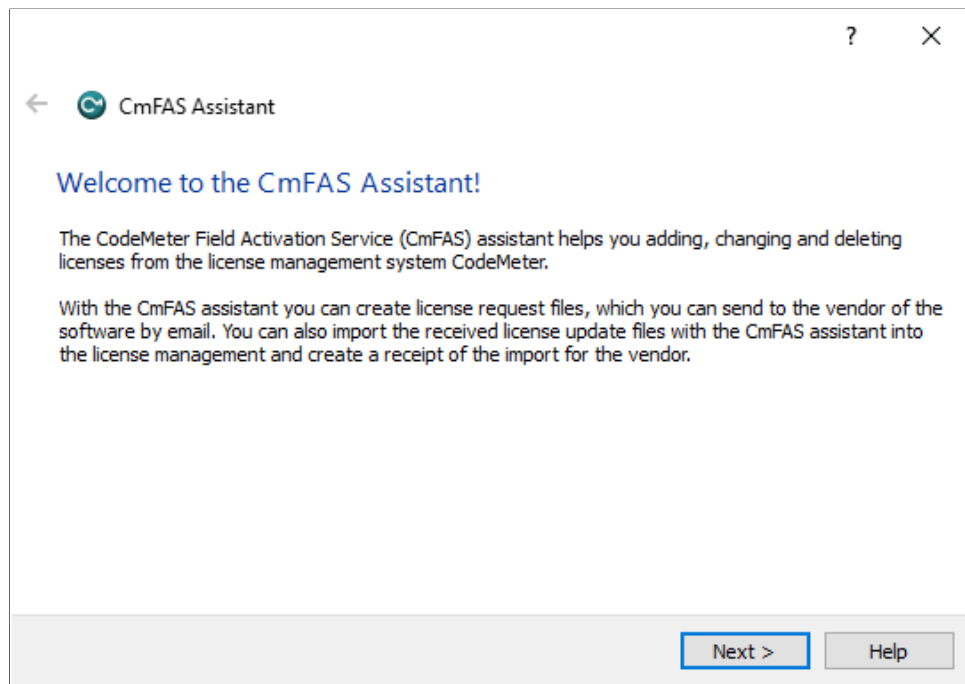 ?
CmFAS Assistant
Welcome to the CmFAS Assistant!
The CodeMeter Field Activation Service (CmFAS) assistant helps you adding, changing and deleting
licenses from the license management system CodeMeter.
With the CmFAS assistant you can create license request files, which you can send to the vendor of the
software by email. You can also import the received license update files with the CmFAS assistant into
the license management and create a receipt of the import for the vendor.
Next >
Help